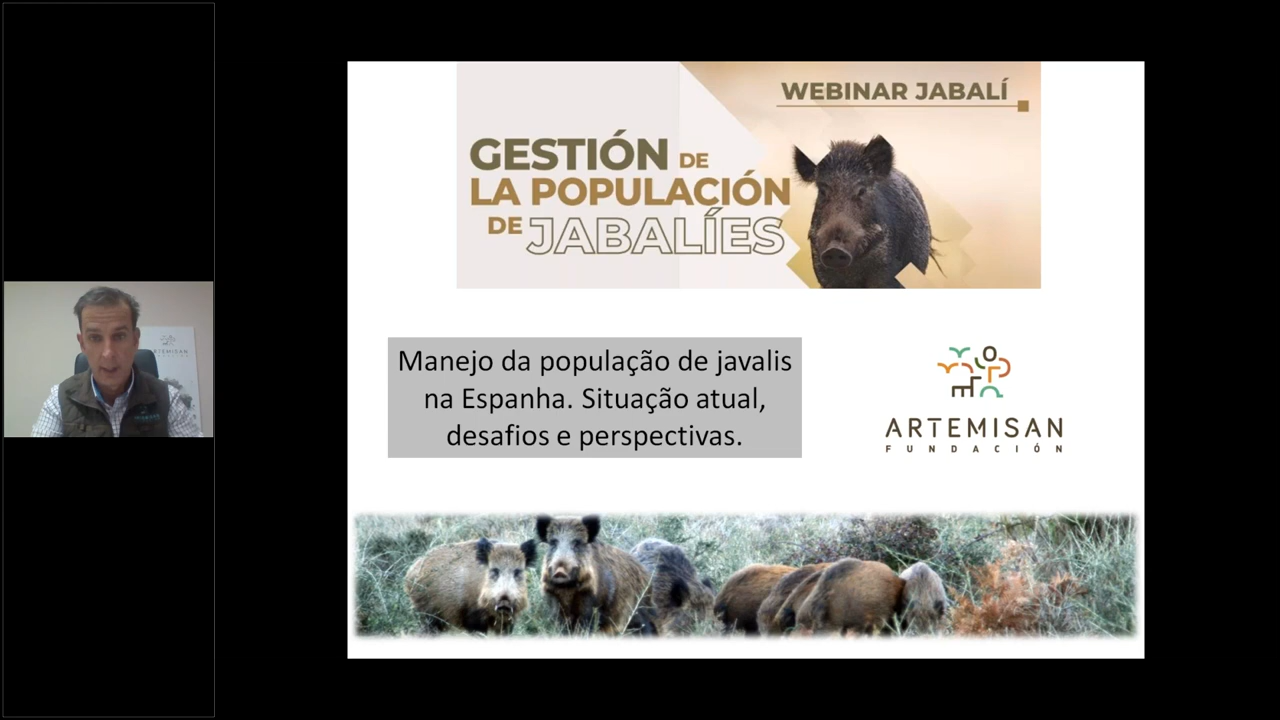 WEBINAR JABALÍ
GESTIÓN DE
LA POPULACIÓN
DE JABALÍES
Manejo da população de javalis
na Espanha. Situação atual,
desafios e perspectivas.
ARTEMISAN
FUNDACIÓN